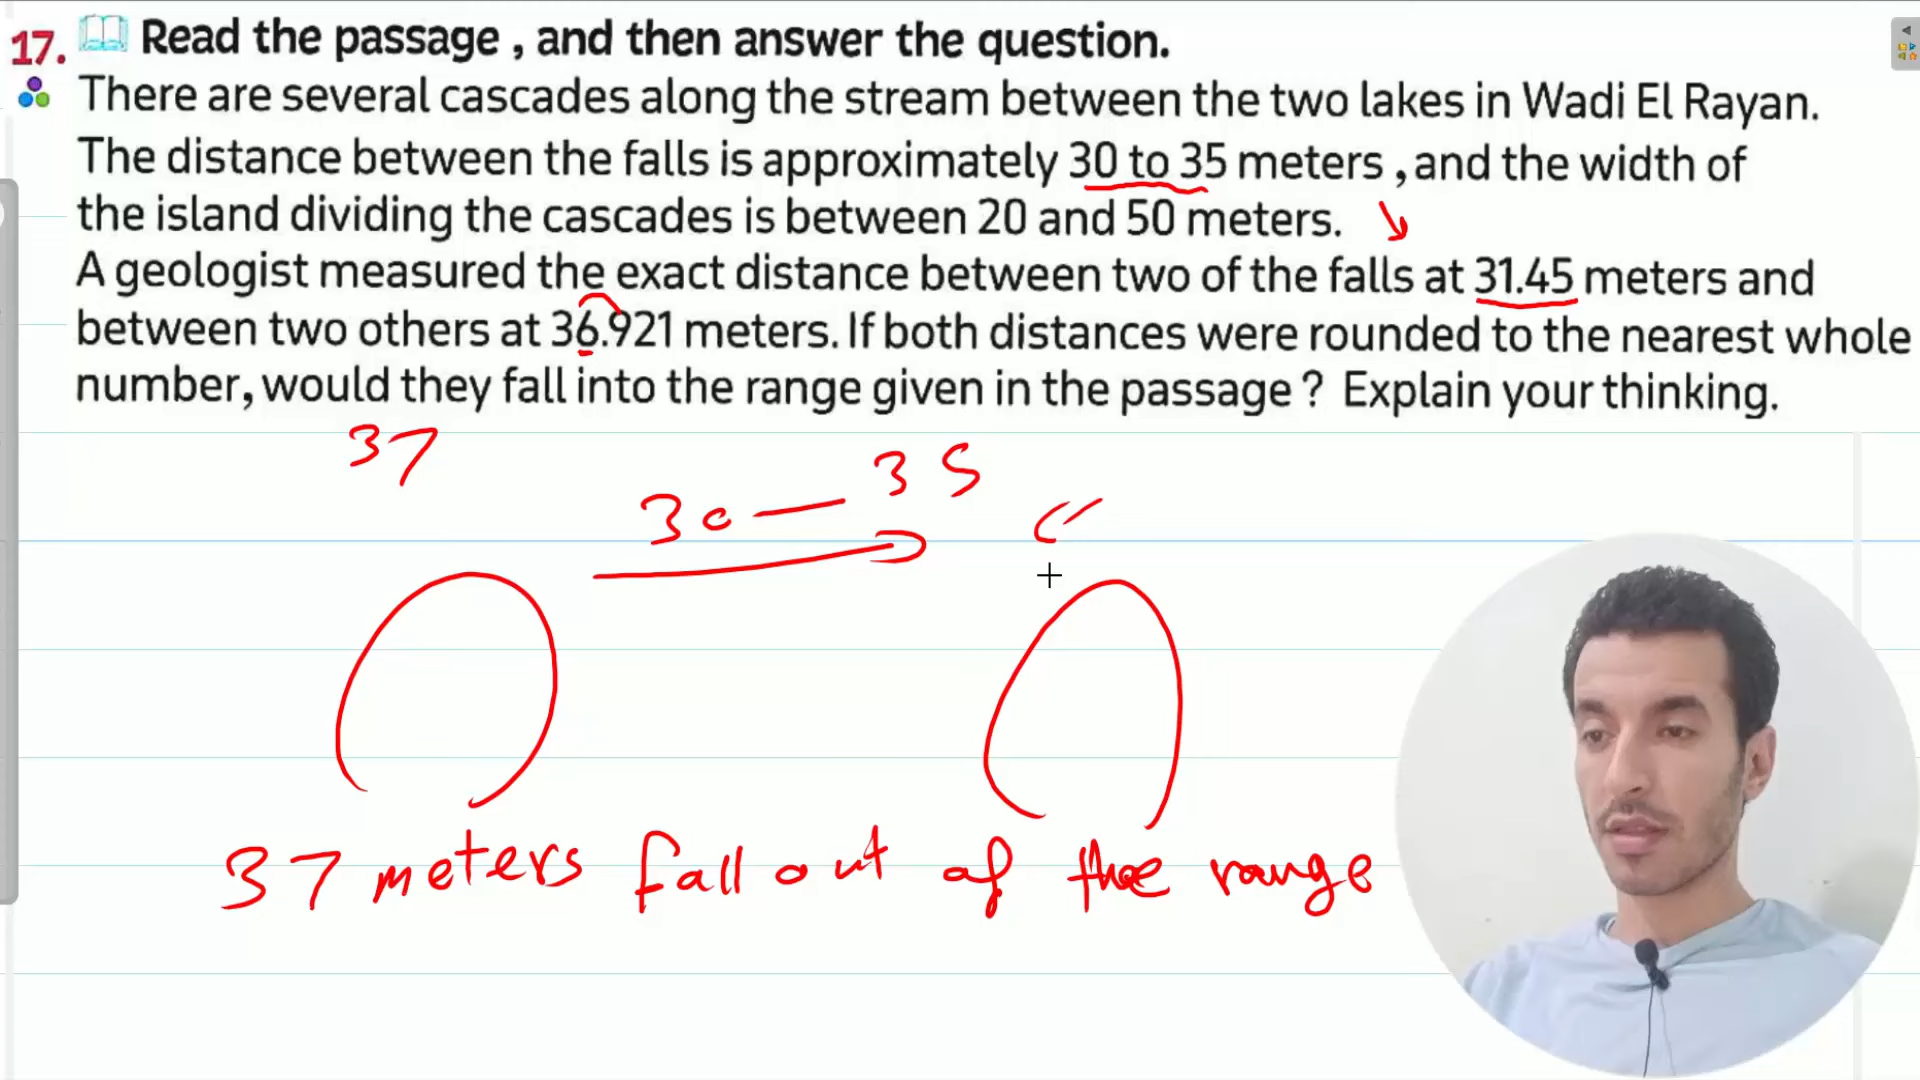 17. Read the passage , and then answer the question.
There are several cascades along the stream between the two lakes in Wadi El Rayan.
The distance between the falls is approximately 30 to 35 meters , and the width of
the island dividing the cascades is between 20 and 50 meters.
A geologist measured the exact distance between two of the falls at 31.45 meters and
between two others at 36.921 meters. If both distances were rounded to the nearest whole
number, would they fall into the range given in the passage ? Explain your thinking.
37
30 — 35
37 meters fall out of the range